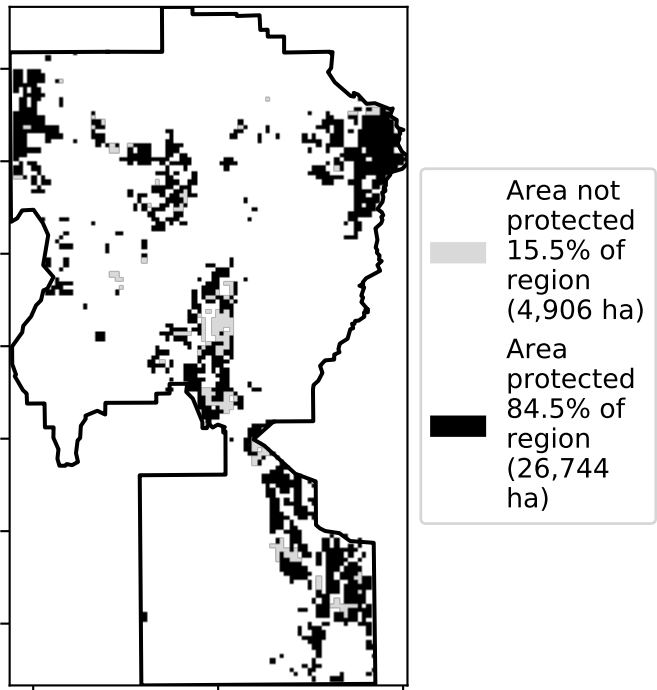 Area not
protected
15.5% of
region
(4,906 ha)
Area
protected
84.5% of
region
(26,744
ha)